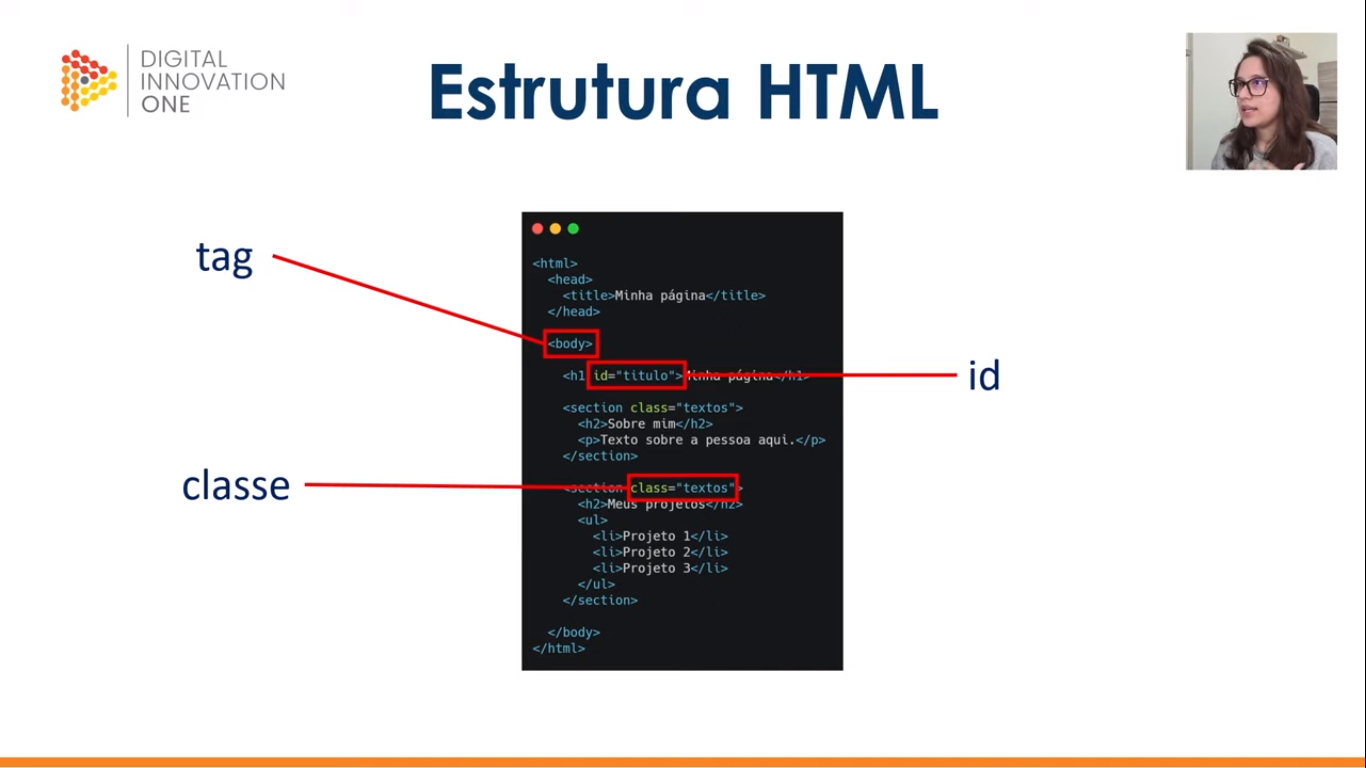 DIGITAL
INNOVATION
ONE
Estrutura HTML
tag
id
classe
<html>
<head>
<title>Minha página</title>
</head>
<body>
<h1 id="titulo">Minha página</h1>
<section class="textos">
<h2>Sobre mim</h2>
<p>Texto sobre a pessoa aqui.</p>
</section>
<section class="textos">
<h2>Meus projetos</h2>
<ul>
<li>Projeto 1</li>
<li>Projeto 2</li>
<li>Projeto 3</li>
</ul>
</section>
</body>
</html>